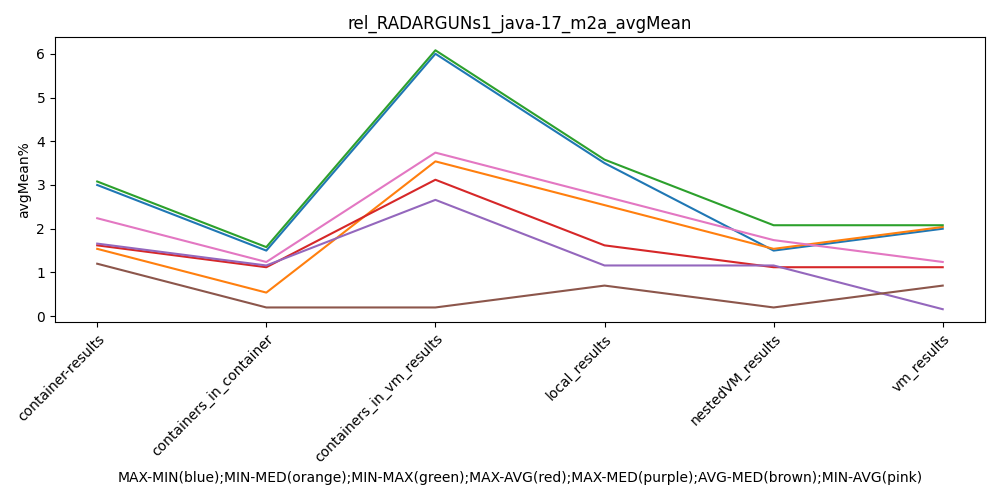 rel_RADARGUNs1_java-17_m2a_avgMean
avgMean%
6
5
4
3
2
1
0
container-results
containers_in_container
containers_in_vm_results
local_results
nestedVM_results
vm_results
MAX-MIN(blue);MIN-MED(orange);MIN-MAX(green);MAX-AVG(red);MAX-MED(purple);AVG-MED(brown);MIN-AVG(pink)